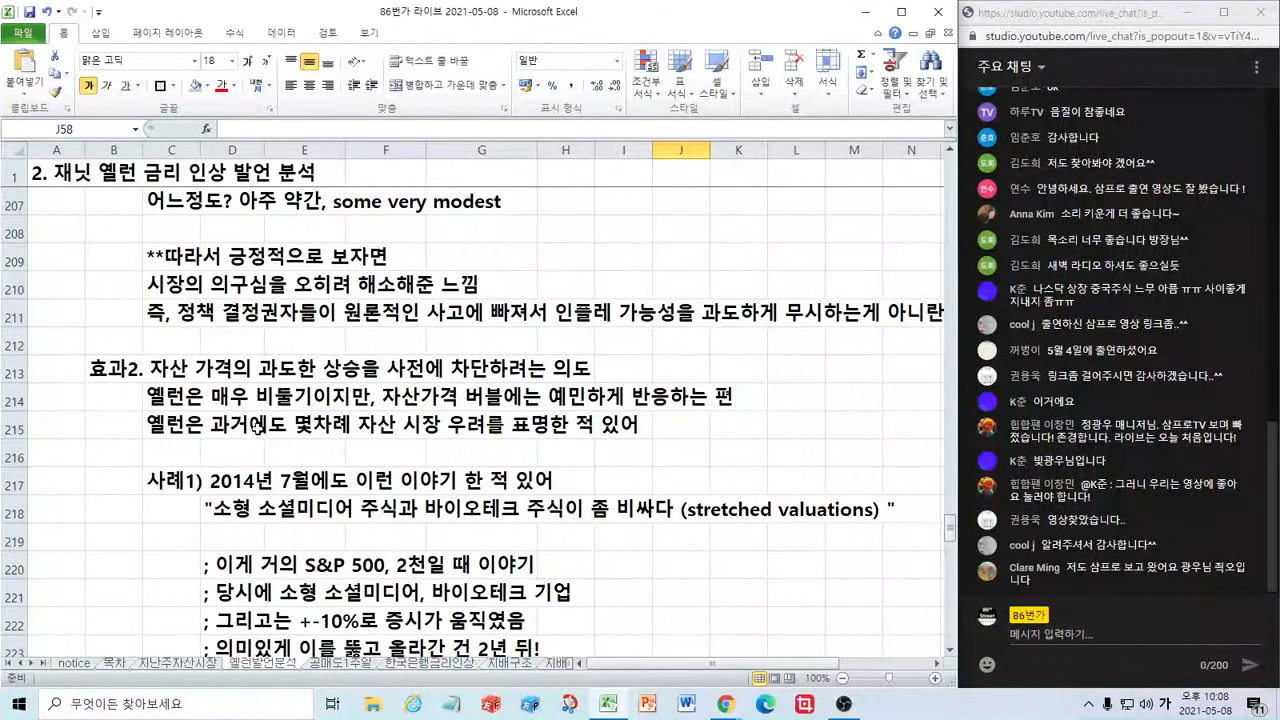 86번가 라이브 2021-05-08 - Microsoft Excel
파일 홈 삽입 페이지 레이아웃 수식 데이터 검토 보기
붙여넣기
맑은 고딕 18
텍스트 줄 바꿈
병합하고 가운데 맞춤
일반
조건부 서식
표 서식
셀 스타일
삽입 삭제 서식
정렬 및 필터
찾기 및 선택
클립보드 글꼴 맞춤 표시 형식 스타일 셀 편집
J58 fx
A B C D E F G H I J K L M N
1 2. 재닛 옐런 금리 인상 발언 분석
207 어느정도? 아주 약간, some very modest
208
209 **따라서 긍정적으로 보자면
210 시장의 의구심을 오히려 해소해준 느낌
211 즉, 정책 결정권자들이 원론적인 사고에 빠져서 인플레 가능성을 과도하게 무시하는게 아니란
212
213 효과2. 자산 가격의 과도한 상승을 사전에 차단하려는 의도
214 옐런은 매우 비둘기이지만, 자산가격 버블에는 예민하게 반응하는 편
215 옐런은 과거에도 몇차례 자산 시장 우려를 표명한 적 있어
216
217 사례1) 2014년 7월에도 이런 이야기 한 적 있어
218 "소형 소셜미디어 주식과 바이오테크 주식이 좀 비싸다 (stretched valuations) "
219
220 ; 이게 거의 S&P 500, 2천일 때 이야기
221 ; 당시에 소형 소셜미디어, 바이오테크 기업
222 ; 그리고는 +-10%로 증시가 움직였음
223 ; 의미있게 이를 뚫고 올라간 건 2년 뒤!
notice 목차 지난주자산시장 옐런발언분석 공매도1주일 한국은행클리인상 지배구조 지배
준비 100%
무엇이든 찾아보세요
https://studio.youtube.com/live_chat?is_p...
studio.youtube.com/live_chat?is_popout=1&v=vTiY4...
주요 채팅
임준호 ok
하루TV 음질이 참좋네요
임준호 감사합니다
김도희 저도 찾아봐야 겠어요^^
연수 안녕하세요. 삼프로 출연 영상도 잘 봤습니다 !
Anna Kim 소리 키운게 더 좋습니다~
김도희 목소리 너무 좋습니다 반장님^^
김도희 새벽 라디오 하셔도 좋으실듯
K준 나스닥 상장 중국주식 느무 아픔 ㅠㅠ 사이좋게
지내지 좀ㅠㅠ
cool j 출연하신 삼프로 영상 링크좀..^^
꺼벙이 5월 4일에 출연하셨어요
권용욱 링크좀 걸어주시면 감사하겠습니다..^^
K준 이거에요
힙합편 이창민 정광우 매니저님. 삼프로TV 보며 빠
졌습니다! 존경합니다. 라이브는 오늘 처음입니다!
K준 빛광우님입니다
힙합편 이창민 @K준 : 그러니 우리는 영상에 좋아
요 눌러야 합니다!
권용욱 영상찾았습니다..
cool j 알려주셔서 감사합니다^^
Clare Ming 저도 삼프로 보고 왔어요 광우님 최오입
니다
86번가
메시지 입력하기...
0/200
오후 10:08
2021-05-08